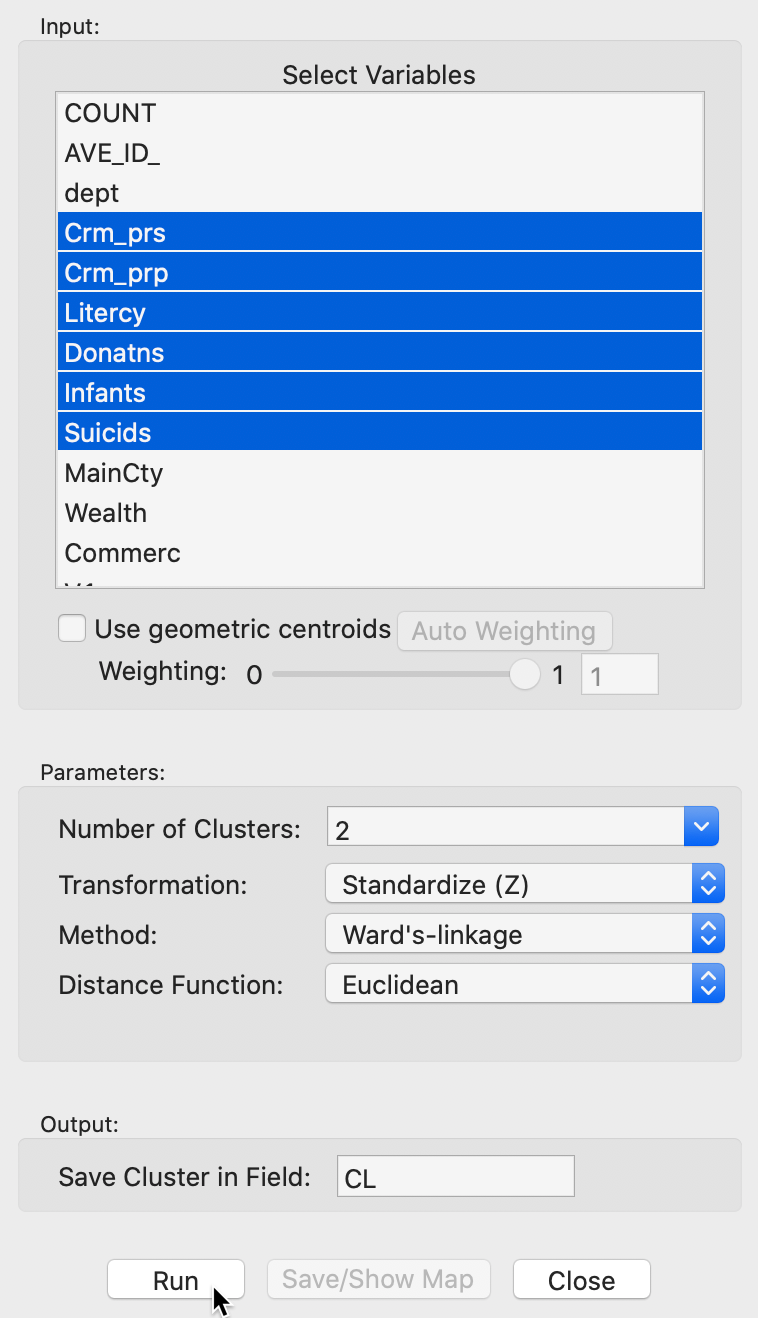 Input:
Select Variables
COUNT
AVE_ID_
dept
Crm_prs
Crm_prp
Litercy
Donatns
Infants
Suicids
MainCty
Wealth
Commerc
Use geometric centroids Auto Weighting
Weighting: 0 1 1
Parameters:
Number of Clusters: 2
Transformation: Standardize (Z)
Method: Ward's-linkage
Distance Function: Euclidean
Output:
Save Cluster in Field: CL
Run Save/Show Map Close